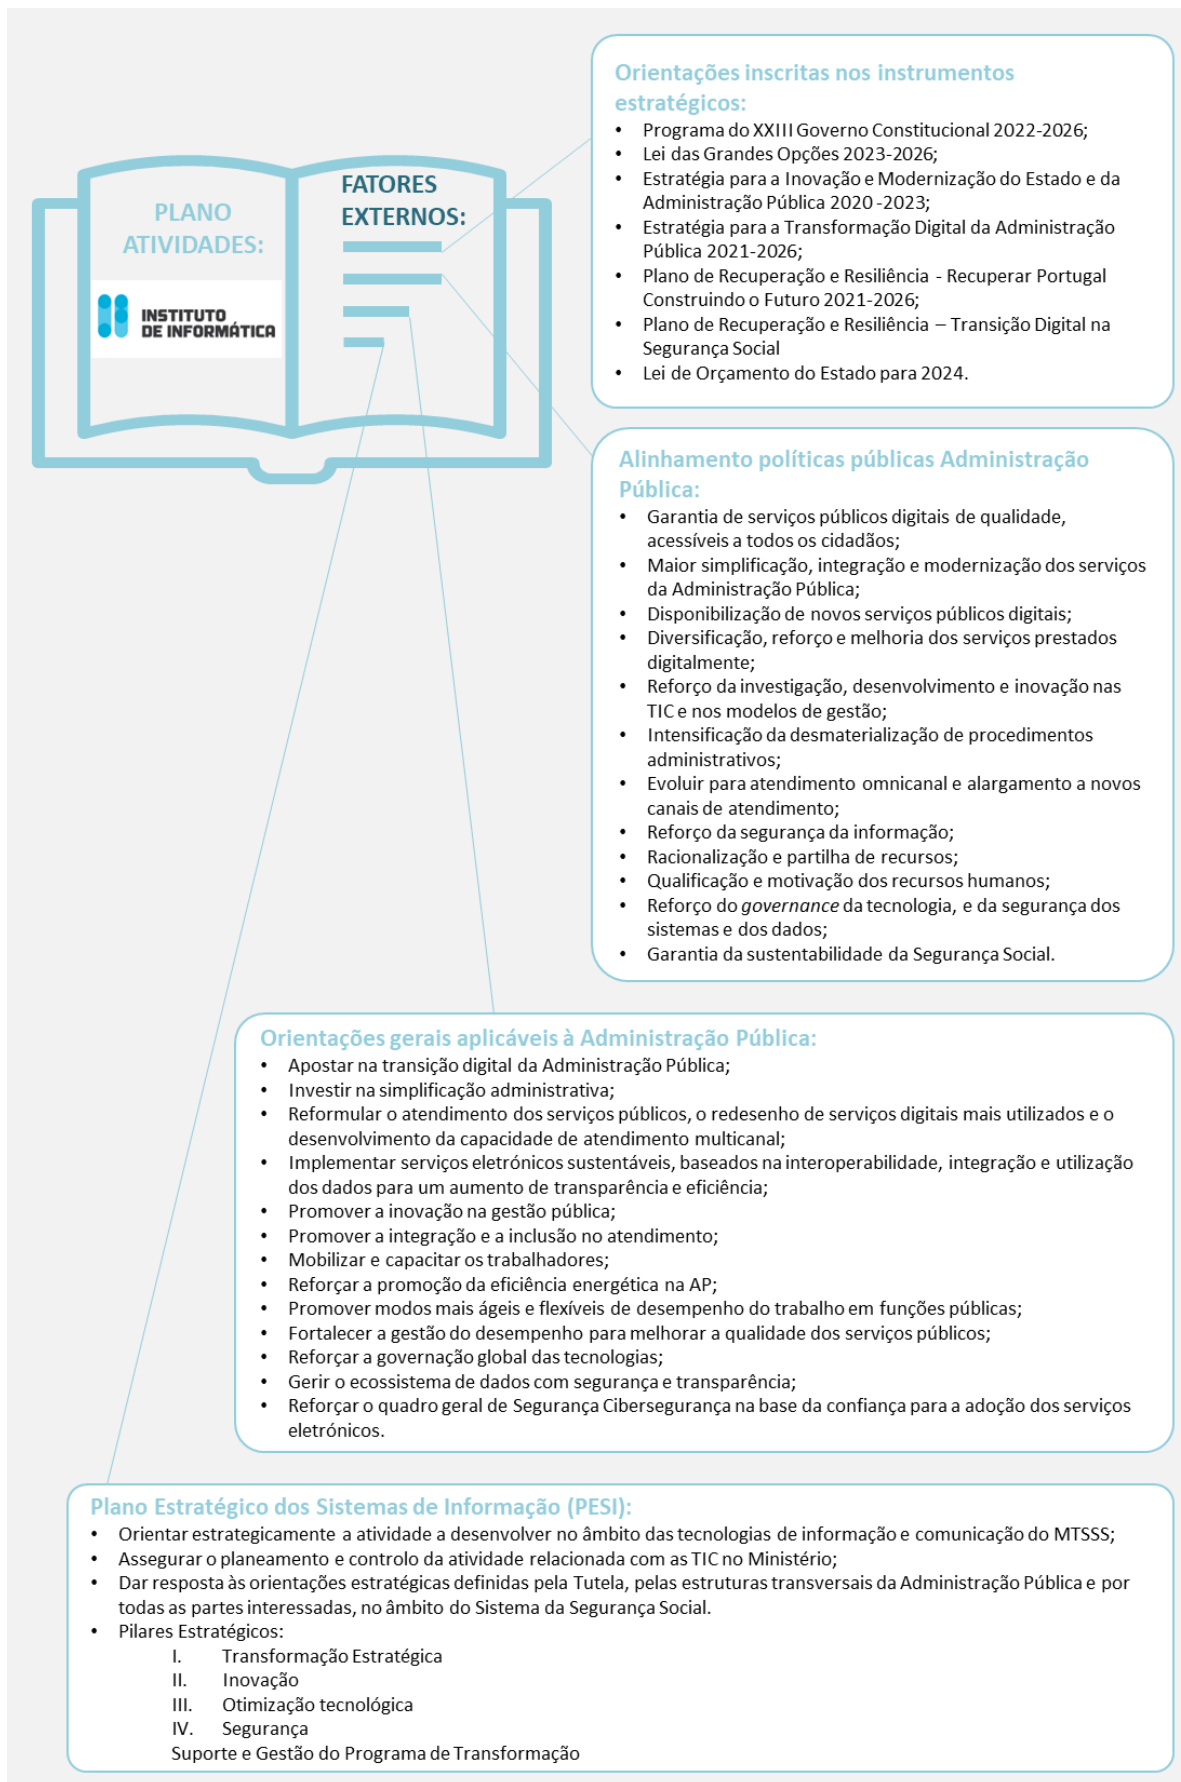 PLANO
ATIVIDADES:
INSTITUTO
DE INFORMÁTICA
FATORES
EXTERNOS:
Orientações inscritas nos instrumentos
estratégicos:
• Programa do XXIII Governo Constitucional 2022-2026;
• Lei das Grandes Opções 2023-2026;
• Estratégia para a Inovação e Modernização do Estado e da
Administração Pública 2020 -2023;
• Estratégia para a Transformação Digital da Administração
Pública 2021-2026;
• Plano de Recuperação e Resiliência - Recuperar Portugal
Construindo o Futuro 2021-2026;
• Plano de Recuperação e Resiliência – Transição Digital na
Segurança Social
• Lei de Orçamento do Estado para 2024.
Alinhamento políticas públicas Administração
Pública:
• Garantia de serviços públicos digitais de qualidade,
acessíveis a todos os cidadãos;
• Maior simplificação, integração e modernização dos serviços
da Administração Pública;
• Disponibilização de novos serviços públicos digitais;
• Diversificação, reforço e melhoria dos serviços prestados
digitalmente;
• Reforço da investigação, desenvolvimento e inovação nas
TIC e nos modelos de gestão;
• Intensificação da desmaterialização de procedimentos
administrativos;
• Evoluir para atendimento omnicanal e alargamento a novos
canais de atendimento;
• Reforço da segurança da informação;
• Racionalização e partilha de recursos;
• Qualificação e motivação dos recursos humanos;
• Reforço do governance da tecnologia, e da segurança dos
sistemas e dos dados;
• Garantia da sustentabilidade da Segurança Social.
Orientações gerais aplicáveis à Administração Pública:
• Apostar na transição digital da Administração Pública;
• Investir na simplificação administrativa;
• Reformular o atendimento dos serviços públicos, o redesenho de serviços digitais mais utilizados e o
desenvolvimento da capacidade de atendimento multicanal;
• Implementar serviços eletrónicos sustentáveis, baseados na interoperabilidade, integração e utilização
dos dados para um aumento de transparência e eficiência;
• Promover a inovação na gestão pública;
• Promover a integração e a inclusão no atendimento;
• Mobilizar e capacitar os trabalhadores;
• Reforçar a promoção da eficiência energética na AP;
• Promover modos mais ágeis e flexíveis de desempenho do trabalho em funções públicas;
• Fortalecer a gestão do desempenho para melhorar a qualidade dos serviços públicos;
• Reforçar a governação global das tecnologias;
• Gerir o ecossistema de dados com segurança e transparência;
• Reforçar o quadro geral de Segurança Cibersegurança na base da confiança para a adoção dos serviços
eletrónicos.
Plano Estratégico dos Sistemas de Informação (PESI):
• Orientar estrategicamente a atividade a desenvolver no âmbito das tecnologias de informação e comunicação do MTSSS;
• Assegurar o planeamento e controlo da atividade relacionada com as TIC no Ministério;
• Dar resposta às orientações estratégicas definidas pela Tutela, pelas estruturas transversais da Administração Pública e por
todas as partes interessadas, no âmbito do Sistema da Segurança Social.
• Pilares Estratégicos:
I. Transformação Estratégica
II. Inovação
III. Otimização tecnológica
IV. Segurança
Suporte e Gestão do Programa de Transformação